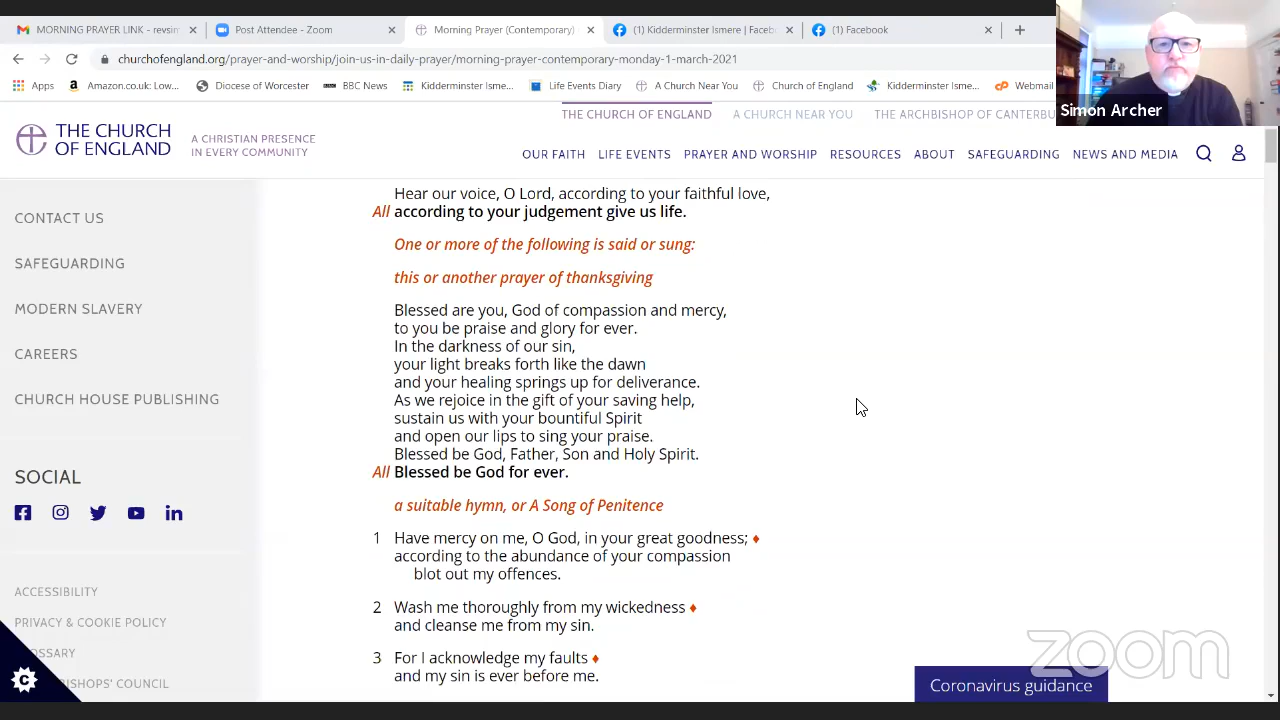 MORNING PRAYER LINK - revsim
Post Attendee - Zoom
Morning Prayer (Contemporary)
(1) Kidderminster Ismere | Faceb
(1) Facebook
churchofengland.org/prayer-and-worship/join-us-daily-prayer/morning-prayer-contemporary-monday-1-march-2021
Apps
Amazon.co.uk: Low...
Diocese of Worcester
BBC News
Kidderminster Isme...
Life Events Diary
A Church Near You
Church of England
Kidderminster Isme...
Webmail
Simon Archer
THE CHURCH OF ENGLAND
A CHURCH NEAR YOU
THE ARCHBISHOP OF CANTERBU
THE CHURCH
OF ENGLAND
A CHRISTIAN PRESENCE
IN EVERY COMMUNITY
OUR FAITH LIFE EVENTS PRAYER AND WORSHIP RESOURCES ABOUT SAFEGUARDING NEWS AND MEDIA
CONTACT US
SAFEGUARDING
MODERN SLAVERY
CAREERS
CHURCH HOUSE PUBLISHING
SOCIAL
ACCESSIBILITY
PRIVACY & COOKIE POLICY
OSSARY
BISHOPS' COUNCIL
Hear our voice, O Lord, according to your faithful love,
All according to your judgement give us life.
One or more of the following is said or sung:
this or another prayer of thanksgiving
Blessed are you, God of compassion and mercy,
to you be praise and glory for ever.
In the darkness of our sin,
your light breaks forth like the dawn
and your healing springs up for deliverance.
As we rejoice in the gift of your saving help,
sustain us with your bountiful Spirit
and open our lips to sing your praise.
Blessed be God, Father, Son and Holy Spirit.
All Blessed be God for ever.
a suitable hymn, or A Song of Penitence
1 Have mercy on me, O God, in your great goodness; ♦
according to the abundance of your compassion
blot out my offences.
2 Wash me thoroughly from my wickedness ♦
and cleanse me from my sin.
3 For I acknowledge my faults ♦
and my sin is ever before me.
zoom
Coronavirus guidance